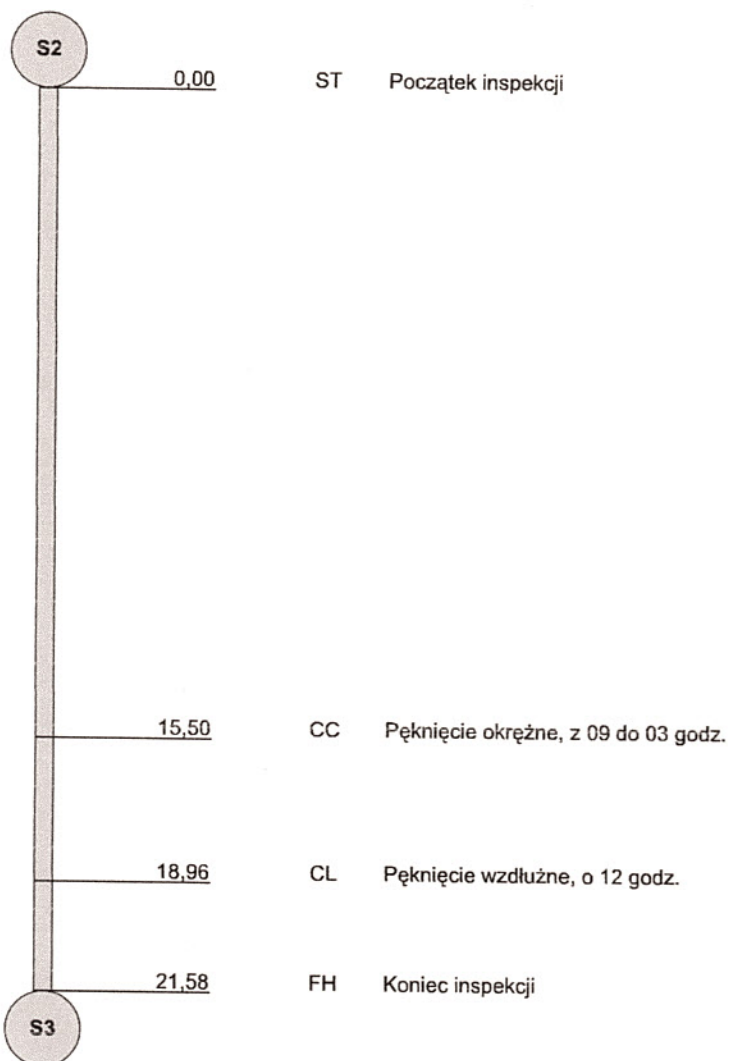 S2
0,00 ST Początek inspekcji
15,50 CC Pęknięcie okrężne, z 09 do 03 godz.
18,96 CL Pęknięcie wzdłużne, o 12 godz.
21,58 FH Koniec inspekcji
S3